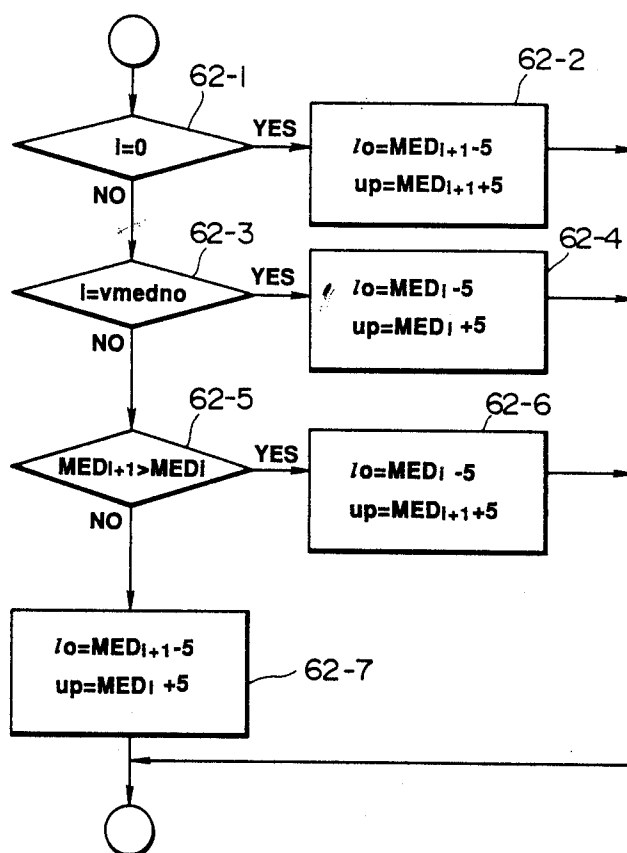 62-1
62-2
i=0
YES
NO
lo=MEDi+1-5
up=MEDi+1+5
62-3
62-4
i=vmedno
YES
NO
lo=MEDi-5
up=MEDi+5
62-5
62-6
MEDi+1>MEDi
YES
NO
lo=MEDi-5
up=MEDi+1+5
lo=MEDi+1-5
up=MEDi+5
62-7